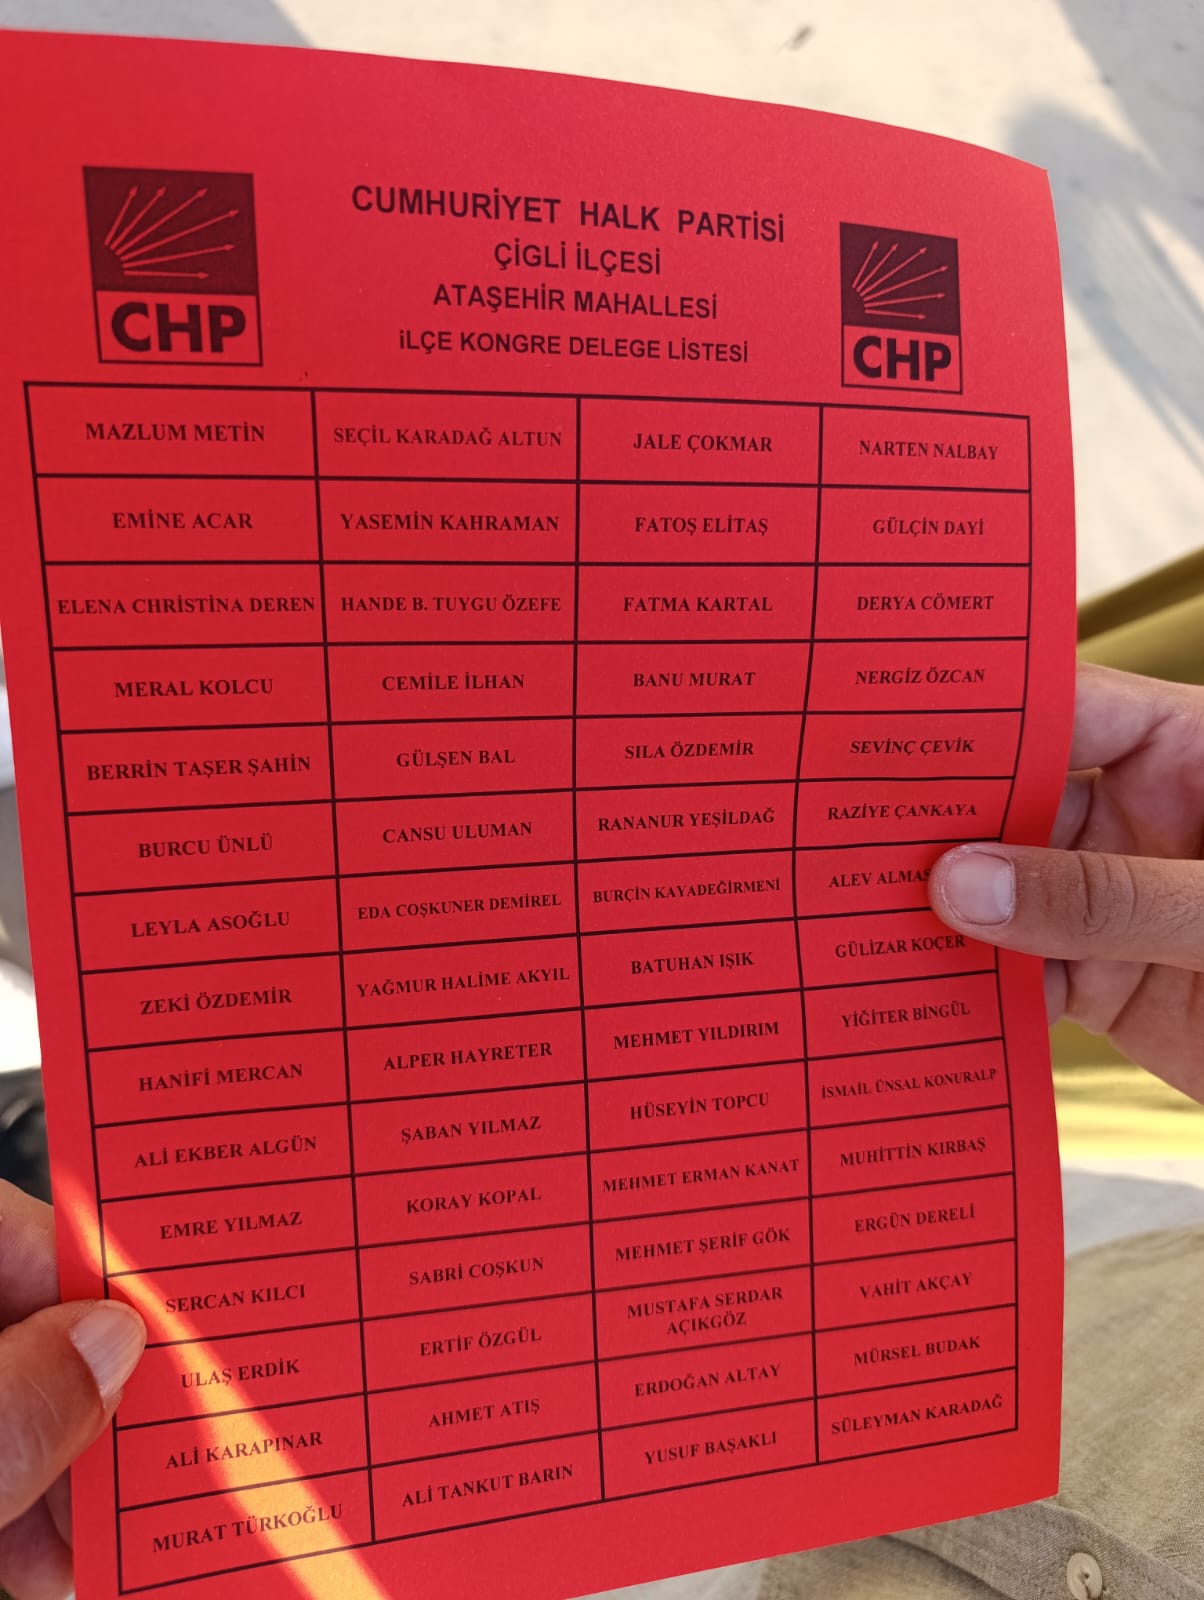 CHP
CUMHURİYET HALK PARTİSİ
ÇİGLİ İLÇESİ
ATAŞEHİR MAHALLESİ
iLÇE KONGRE DELEGE LİSTESİ
CHP
MAZLUM METİN SEÇİL KARADAĞ ALTUN JALE ÇOKMAR NARTEN NALBAY
EMİNE ACAR YASEMİN KAHRAMAN FATOŞ ELİTAŞ GÜLÇİN DAYİ
ELENA CHRİSTİNA DEREN HANDE B. TUYGU ÖZEFE FATMA KARTAL DERYA CÖMERT
MERAL KOLCU CEMİLE İLHAN BANU MURAT NERGİZ ÖZCAN
BERRİN TAŞER ŞAHİN GÜLŞEN BAL SILA ÖZDEMİR SEVİNÇ ÇEVİK
BURCU ÜNLÜ CANSU ULUMAN RANANUR YEŞİLDAĞ RAZİYE ÇANKAYA
LEYLA ASOĞLU EDA COŞKUNER DEMİREL BURÇİN KAYADEĞİRMENİ ALEV
ZEKİ ÖZDEMİR YAĞMUR HALİME AKYIL BATUHAN IŞIK GÜLİZAR KOÇER
HANİFİ MERCAN ALPER HAYRETER MEHMET YILDIRIM YİĞİTER BİNGÜL
ALİ EKBER ALGÜN ŞABAN YILMAZ HÜSEYİN TOPCU İSMAİL ÜNSAL KONURALP
EMRE YILMAZ KORAY KOPAL MEHMET ERMAN KANAT MUHİTTİN KIRBAŞ
SERCAN KILCI SABRİ COŞKUN MEHMET ŞERİF GÖK ERGÜN DERELİ
ULAŞ ERDİK ERTİF ÖZGÜL MUSTAFA SERDAR
AÇIKGÖZ VAHİT AKÇAY
ALİ KARAPINAR AHMET ATIŞ ERDOĞAN ALTAY MÜRSEL BUDAK
MURAT TÜRKOĞLU ALİ TANKUT BARIN YUSUF BAŞAKLI SÜLEYMAN KARADAĞ